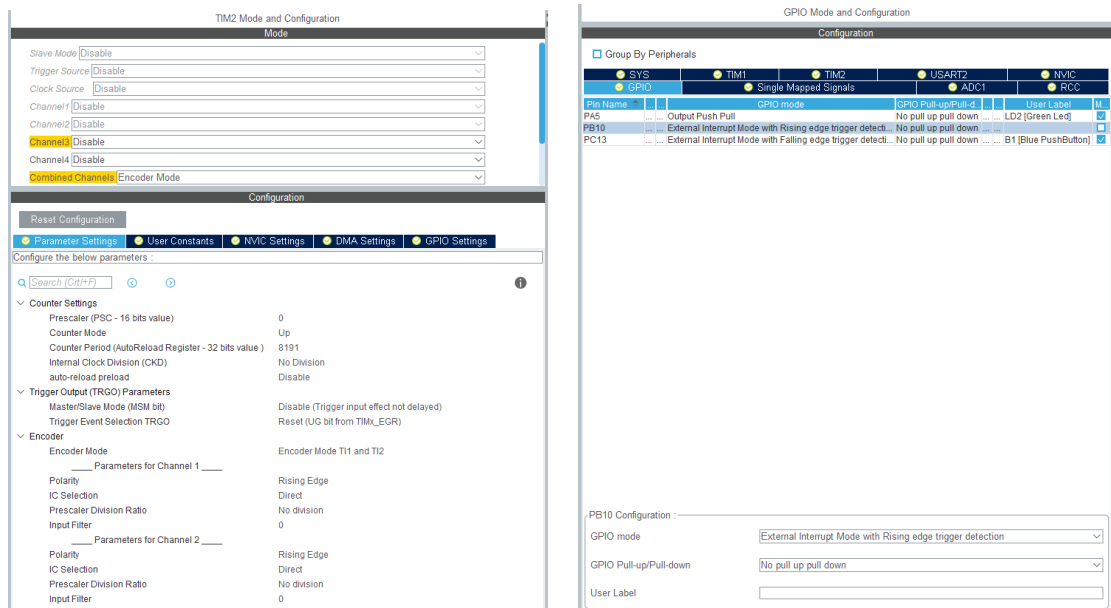 TIM2 Mode and Configuration
Mode
Slave Mode Disable
Trigger Source Disable
Clock Source Disable
Channel1 Disable
Channel2 Disable
Channel3 Disable
Channel4 Disable
Combined Channels Encoder Mode
Configuration
Reset Configuration
Parameter Settings User Constants NVIC Settings DMA Settings GPIO Settings
Configure the below parameters :
Search (Crtl+F)
Counter Settings
Prescaler (PSC - 16 bits value) 0
Counter Mode Up
Counter Period (AutoReload Register - 32 bits value ) 8191
Internal Clock Division (CKD) No Division
auto-reload preload Disable
Trigger Output (TRGO) Parameters
Master/Slave Mode (MSM bit) Disable (Trigger input effect not delayed)
Trigger Event Selection TRGO Reset (UG bit from TIMx_EGR)
Encoder
Encoder Mode Encoder Mode TI1 and TI2
____ Parameters for Channel 1 ____
Polarity Rising Edge
IC Selection Direct
Prescaler Division Ratio No division
Input Filter 0
____ Parameters for Channel 2 ____
Polarity Rising Edge
IC Selection Direct
Prescaler Division Ratio No division
Input Filter 0
GPIO Mode and Configuration
Configuration
Group By Peripherals
SYS TIM1 TIM2 USART2 NVIC
GPIO Single Mapped Signals ADC1 RCC
Pin Name ... ... GPIO mode GPIO Pull-up/Pull-d... ... ... User Label M...
PA5 ... ... Output Push Pull No pull up pull down ... ... LD2 [Green Led]
PB10 ... ... External Interrupt Mode with Rising edge trigger detecti... No pull up pull down ... ...
PC13 ... ... External Interrupt Mode with Falling edge trigger detecti... No pull up pull down ... ... B1 [Blue PushButton]
PB10 Configuration :
GPIO mode External Interrupt Mode with Rising edge trigger detection
GPIO Pull-up/Pull-down No pull up pull down
User Label